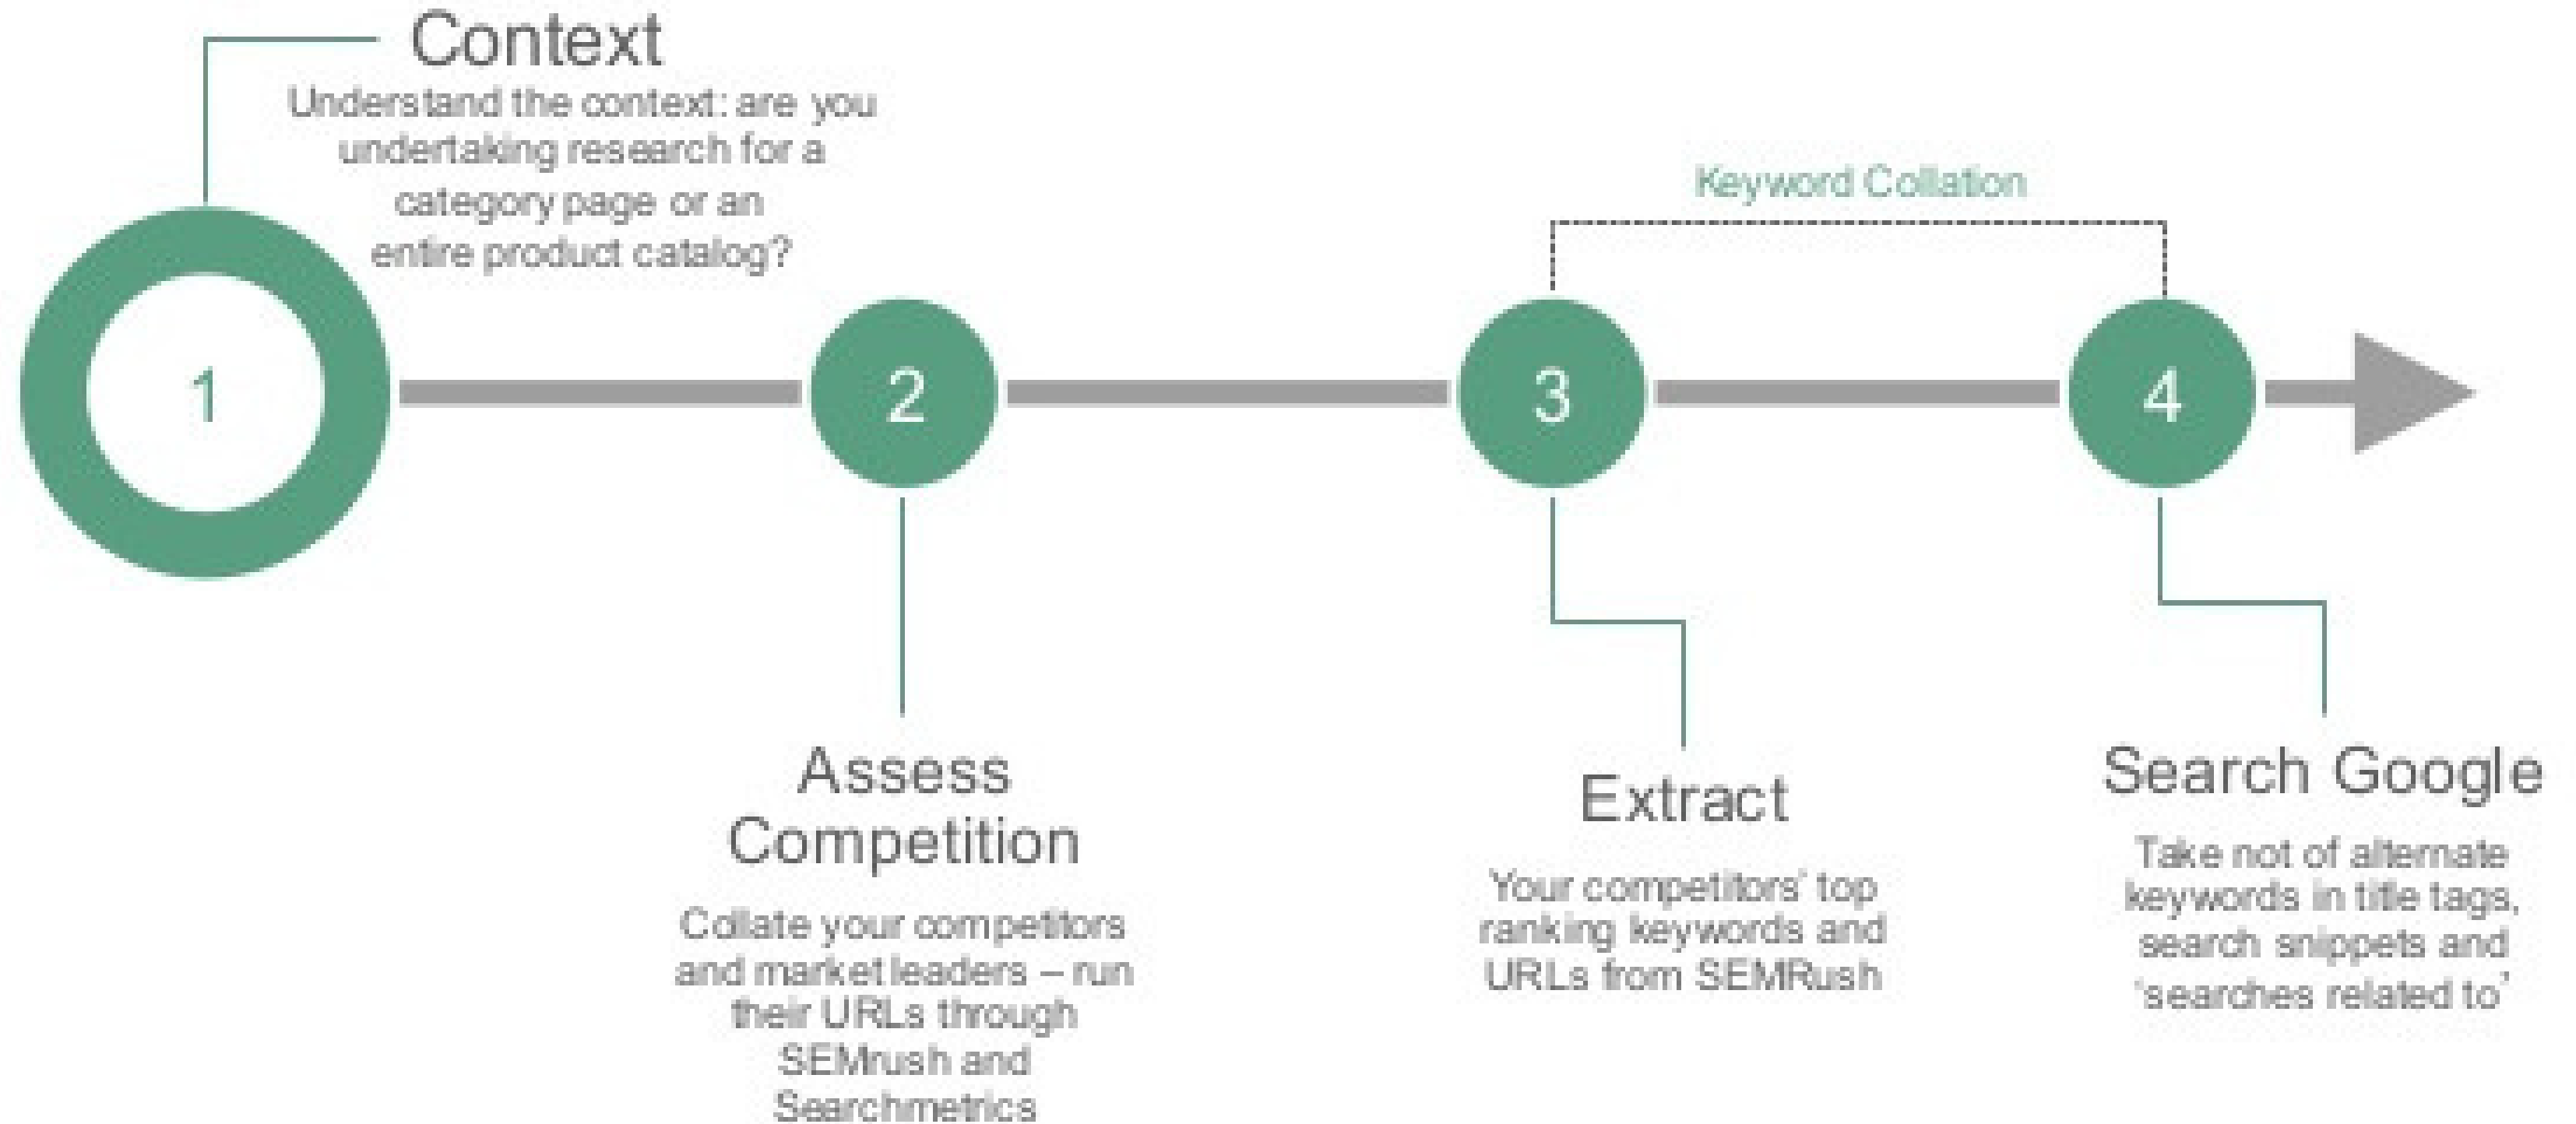 Context
Understand the context: are you
undertaking research for a
category page or an
entire product catalog?
Keyword Collation
1
2
3
4
Assess
Competition
Collate your competitors
and market leaders – run
their URLs through
SEMrush and
Searchmetrics
Extract
Your competitors' top
ranking keywords and
URLs from SEMRush
Search Google
Take not of alternate
keywords in title tags,
search snippets and
'searches related to'